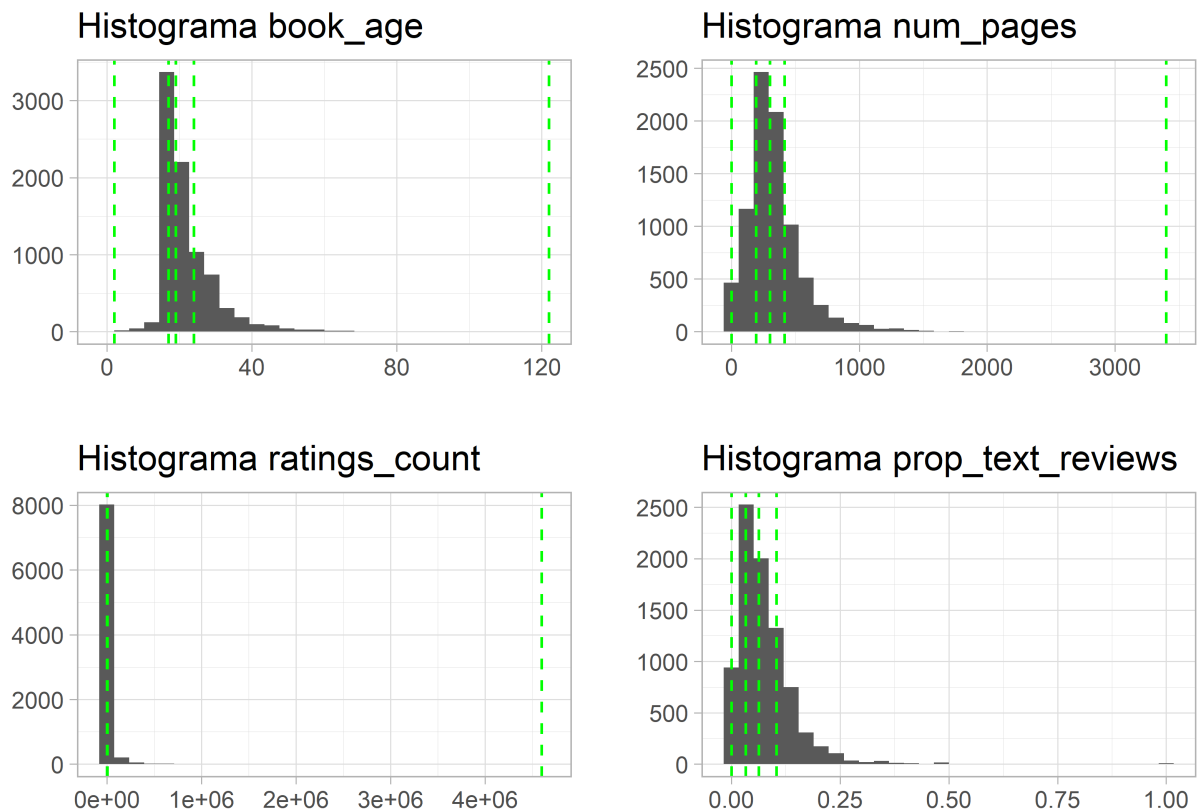 Histograma book_age
3000
2000
1000
0
0 40 80 120
Histograma num_pages
2500
2000
1500
1000
500
0
0 1000 2000 3000
Histograma ratings_count
8000
6000
4000
2000
0
0e+00 1e+06 2e+06 3e+06 4e+06
Histograma prop_text_reviews
2500
2000
1500
1000
500
0
0.00 0.25 0.50 0.75 1.00